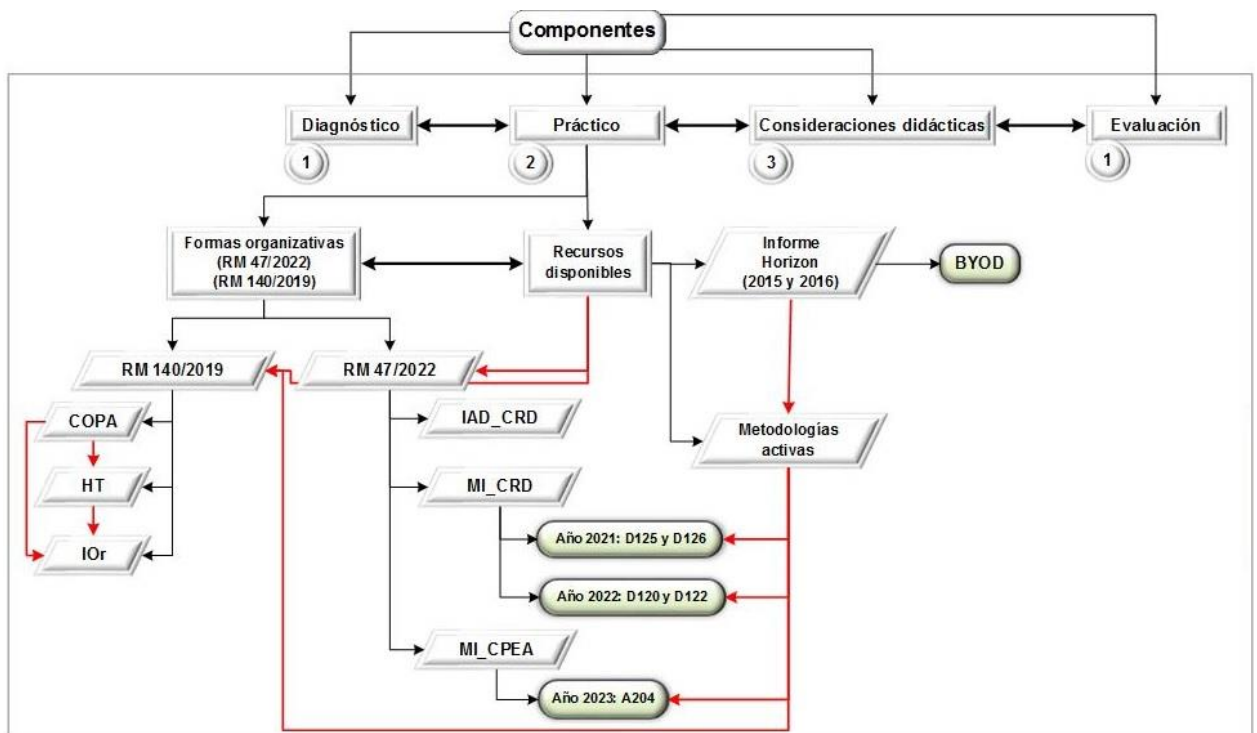 Componentes
Diagnóstico
Práctico
Consideraciones didácticas
Evaluación
1
2
3
1
Formas organizativas
(RM 47/2022)
(RM 140/2019)
Recursos
disponibles
Informe
Horizon
(2015 y 2016)
BYOD
RM 140/2019
RM 47/2022
COPA
IAD_CRD
Metodologías
activas
HT
MI_CRD
IOr
Año 2021: D125 y D126
Año 2022: D120 y D122
MI_CPEA
Año 2023: A204